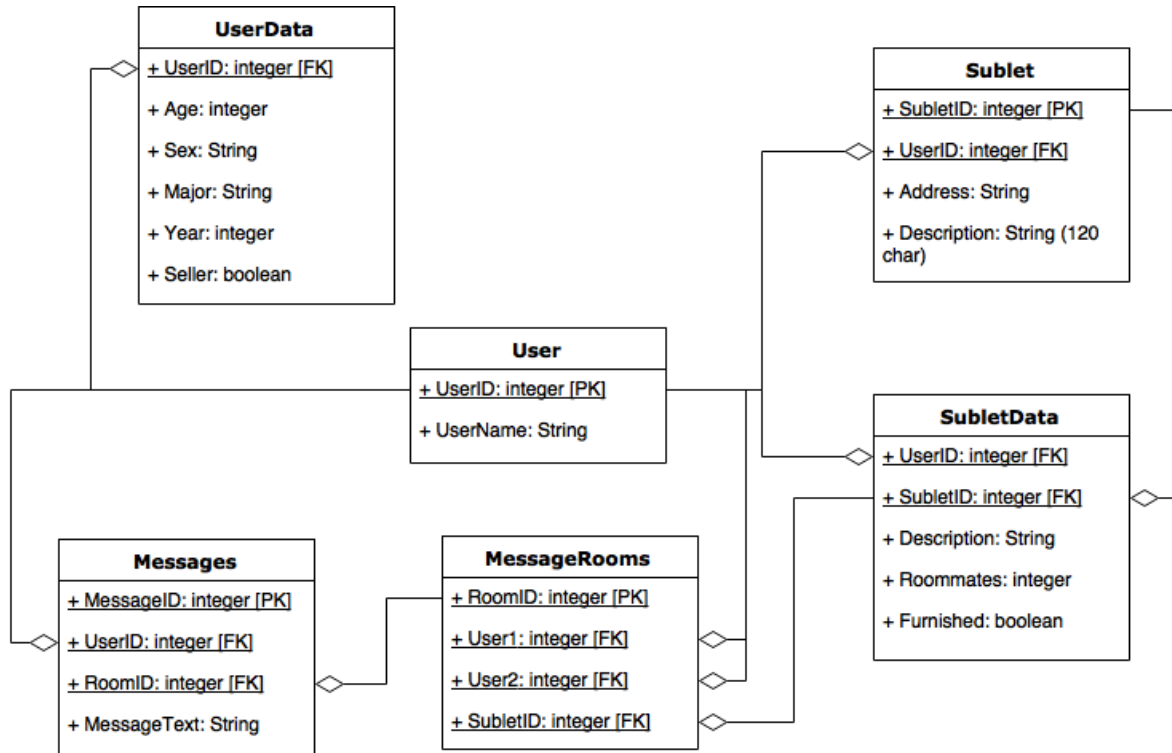 UserData
+ UserID: integer [FK]
+ Age: integer
+ Sex: String
+ Major: String
+ Year: integer
+ Seller: boolean
Sublet
+ SubletID: integer [PK]
+ UserID: integer [FK]
+ Address: String
+ Description: String (120
char)
User
+ UserID: integer [PK]
+ UserName: String
SubletData
+ UserID: integer [FK]
+ SubletID: integer [FK]
+ Description: String
+ Roommates: integer
+ Furnished: boolean
Messages
+ MessageID: integer [PK]
+ UserID: integer [FK]
+ RoomID: integer [FK]
+ MessageText: String
MessageRooms
+ RoomID: integer [PK]
+ User1: integer [FK]
+ User2: integer [FK]
+ SubletID: integer [FK]